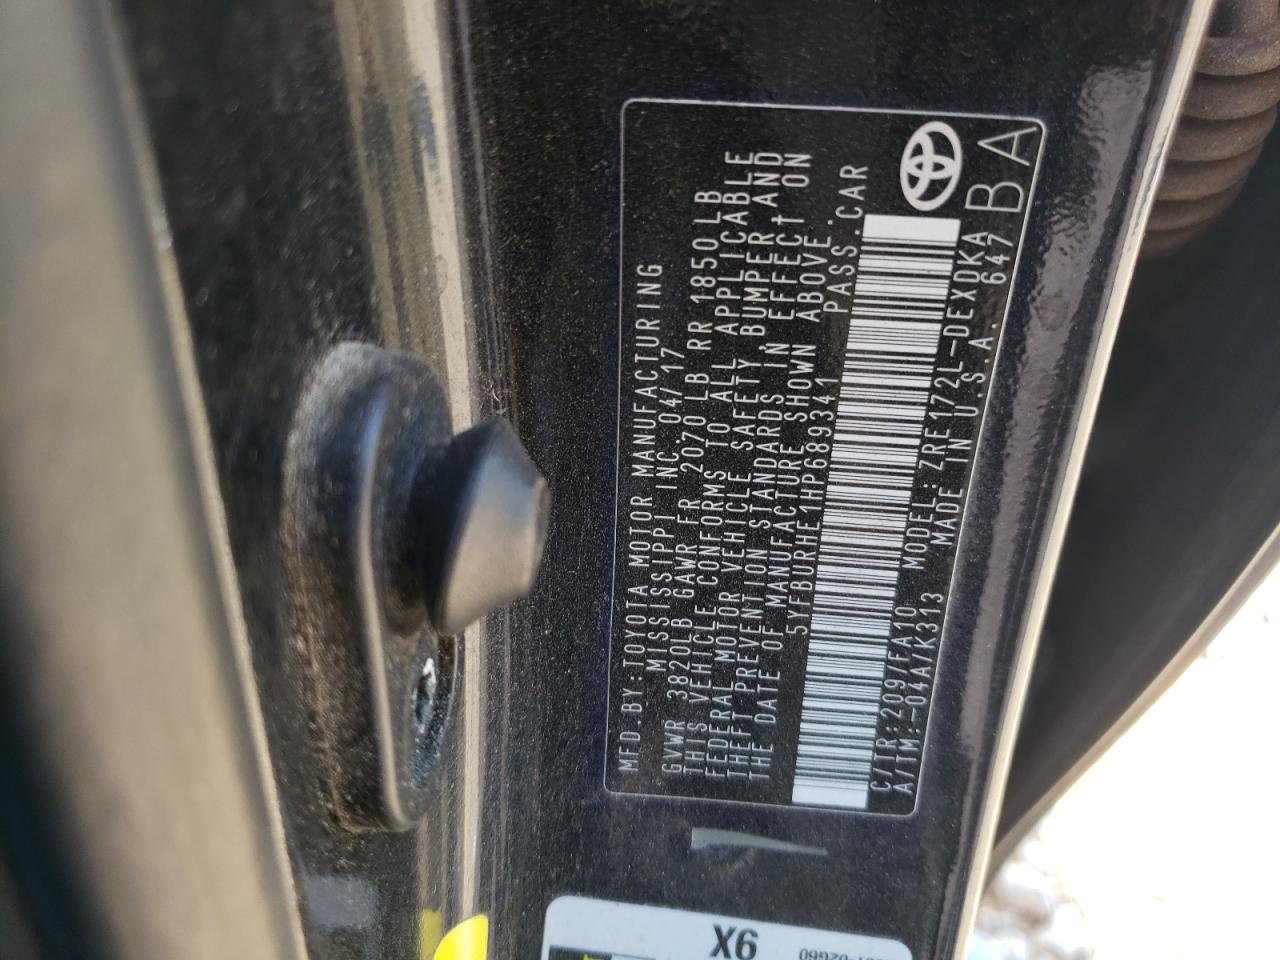 MFD.BY:TOYOTA MOTOR MANUFACTURING
MISSISSIPPI INC. 04/17
GVWR 3820LB GAWR FR 2070LB RR 1850LB
THIS VEHICLE CONFORMS TO ALL APPLICABLE
FEDERAL MOTOR VEHICLE SAFETY,BUMPER,AND
THEFT PREVENTION STANDARDS IN EFFECT ON
THE DATE OF MANUFACTURE SHOWN ABOVE.
5YFBURHE1HP689341 PASS.CAR
C/TR:209/FA10 MODEL:ZRE172L-DEXDKA
A/TM:-04A/K313 MADE IN U.S.A. 647
BA
X6